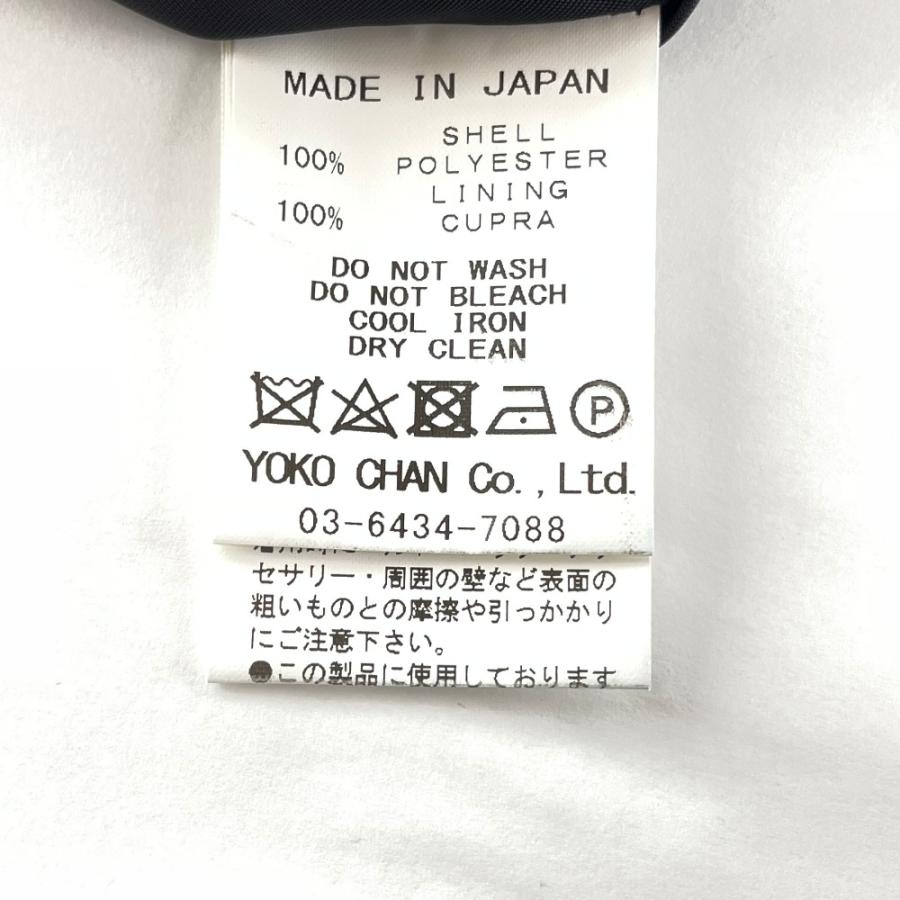 MADE IN JAPAN
SHELL
100% POLYESTER
LINING
100% CUPRA
DO NOT WASH
DO NOT BLEACH
COOL IRON
DRY CLEAN
P
YOKO CHAN Co., Ltd.
03-6434-7088
セサリー・周囲の壁など表面の
粗いものとの摩擦や引っかかり
にご注意下さい。
●この製品に使用しております